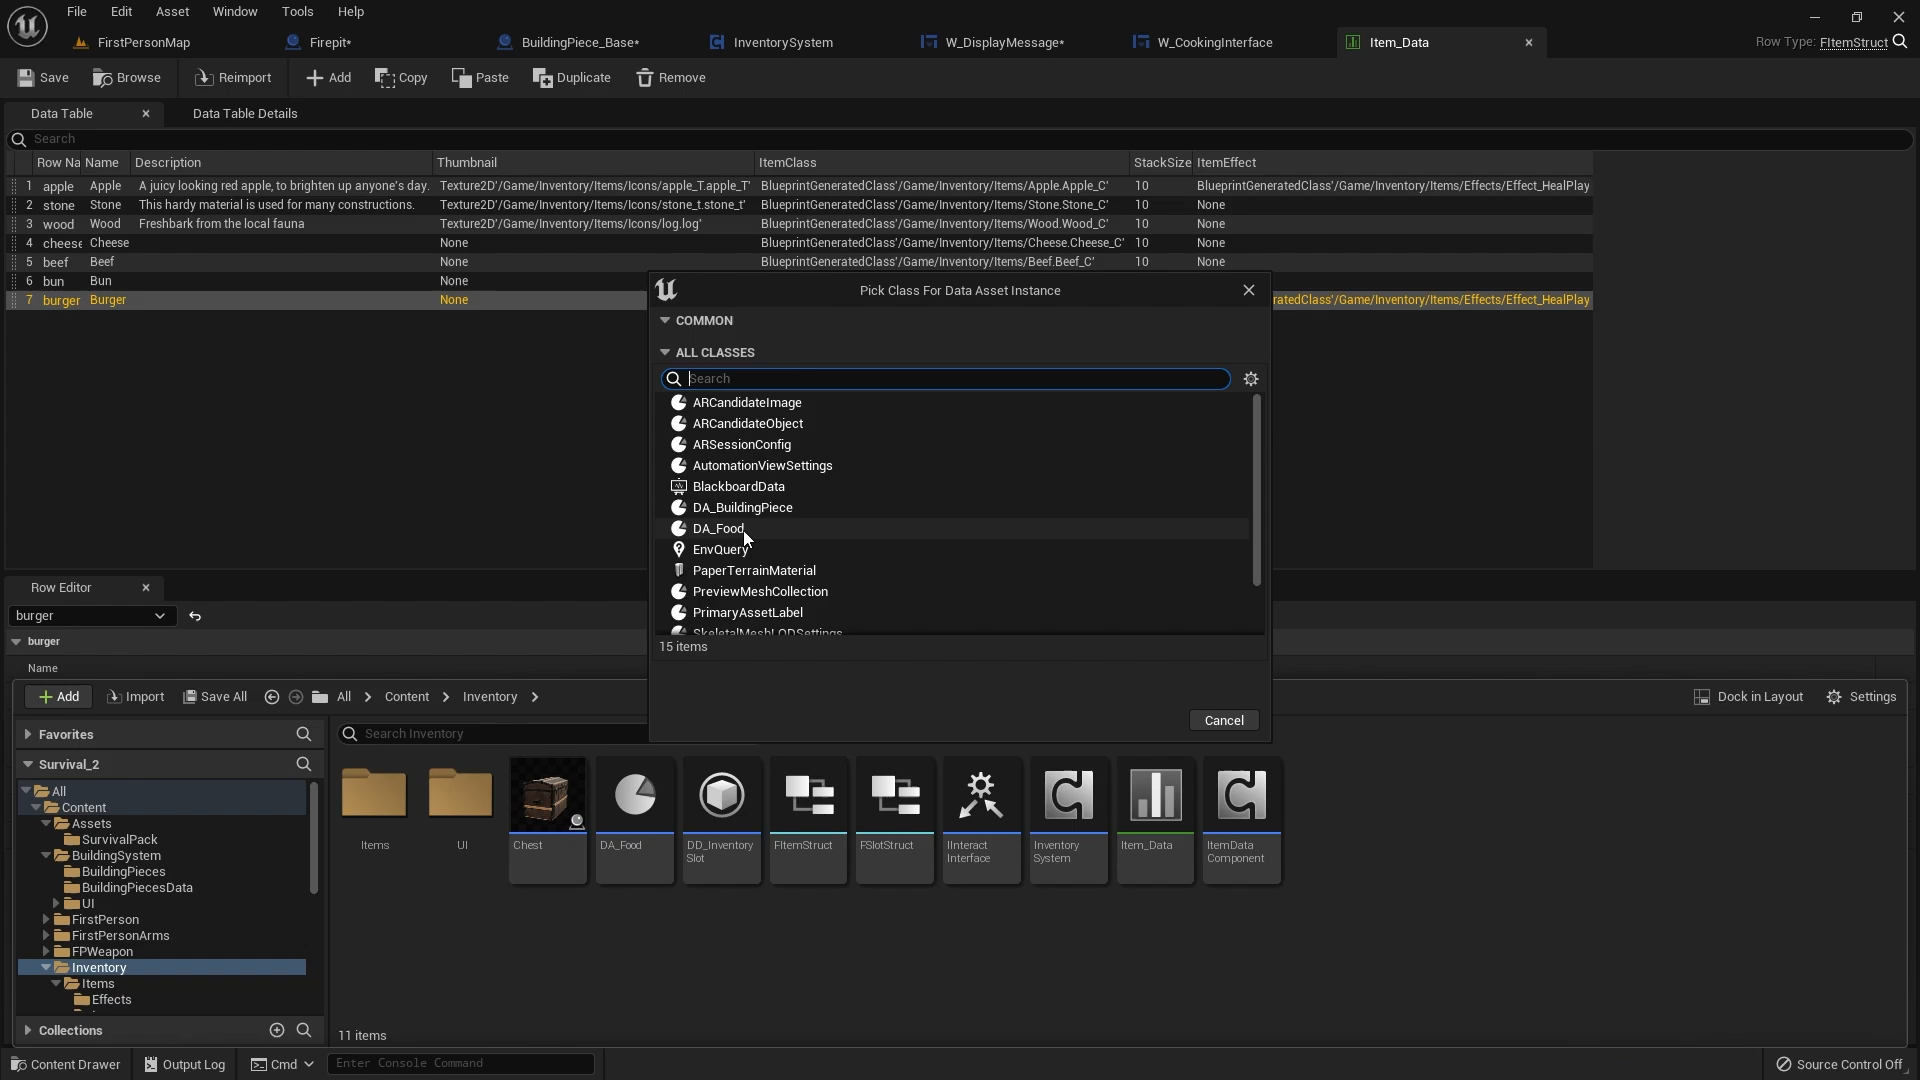 File Edit Asset Window Tools Help
FirstPersonMap Firepit* BuildingPiece_Base* InventorySystem W_DisplayMessage* W_CookingInterface Item_Data Row Type: FItemStruct
Save Browse Reimport Add Copy Paste Duplicate Remove
Data Table Data Table Details
Search
Row Na Name Description Thumbnail ItemClass StackSize ItemEffect
1 apple Apple A juicy looking red apple, to brighten up anyone's day. Texture2D'/Game/Inventory/Items/Icons/apple_T.apple_T' BlueprintGeneratedClass'/Game/Inventory/Items/Apple.Apple_C' 10 BlueprintGeneratedClass'/Game/Inventory/Items/Effects/Effect_HealPlay
2 stone Stone This hardy material is used for many constructions. Texture2D'/Game/Inventory/Items/Icons/stone_t.stone_t' BlueprintGeneratedClass'/Game/Inventory/Items/Stone.Stone_C' 10 None
3 wood Wood Freshbark from the local fauna Texture2D'/Game/Inventory/Items/Icons/log.log' BlueprintGeneratedClass'/Game/Inventory/Items/Wood.Wood_C' 10 None
4 cheese Cheese None BlueprintGeneratedClass'/Game/Inventory/Items/Cheese.Cheese_C' 10 None
5 beef Beef None BlueprintGeneratedClass'/Game/Inventory/Items/Beef.Beef_C' 10 None
6 bun Bun None
7 burger Burger None ratedClass'/Game/Inventory/Items/Effects/Effect_HealPlay
Pick Class For Data Asset Instance
COMMON
ALL CLASSES
Search
ARCandidateImage
ARCandidateObject
ARSessionConfig
AutomationViewSettings
BlackboardData
DA_BuildingPiece
DA_Food
EnvQuery
PaperTerrainMaterial
PreviewMeshCollection
PrimaryAssetLabel
SkeletalMeshLODSettings
15 items
Cancel
Row Editor
burger
burger
Name
Add Import Save All All Content Inventory Dock in Layout Settings
Favorites
Survival_2
All
Content
Assets
SurvivalPack
BuildingSystem
BuildingPieces
BuildingPiecesData
UI
FirstPerson
FirstPersonArms
FPWeapon
Inventory
Items
Effects
Collections
Search Inventory
Items UI Chest DA_Food DD_Inventory Slot FItemStruct FSlotStruct IInteract Interface Inventory System Item_Data ItemData Component
11 items
Content Drawer Output Log Cmd Enter Console Command Source Control Off